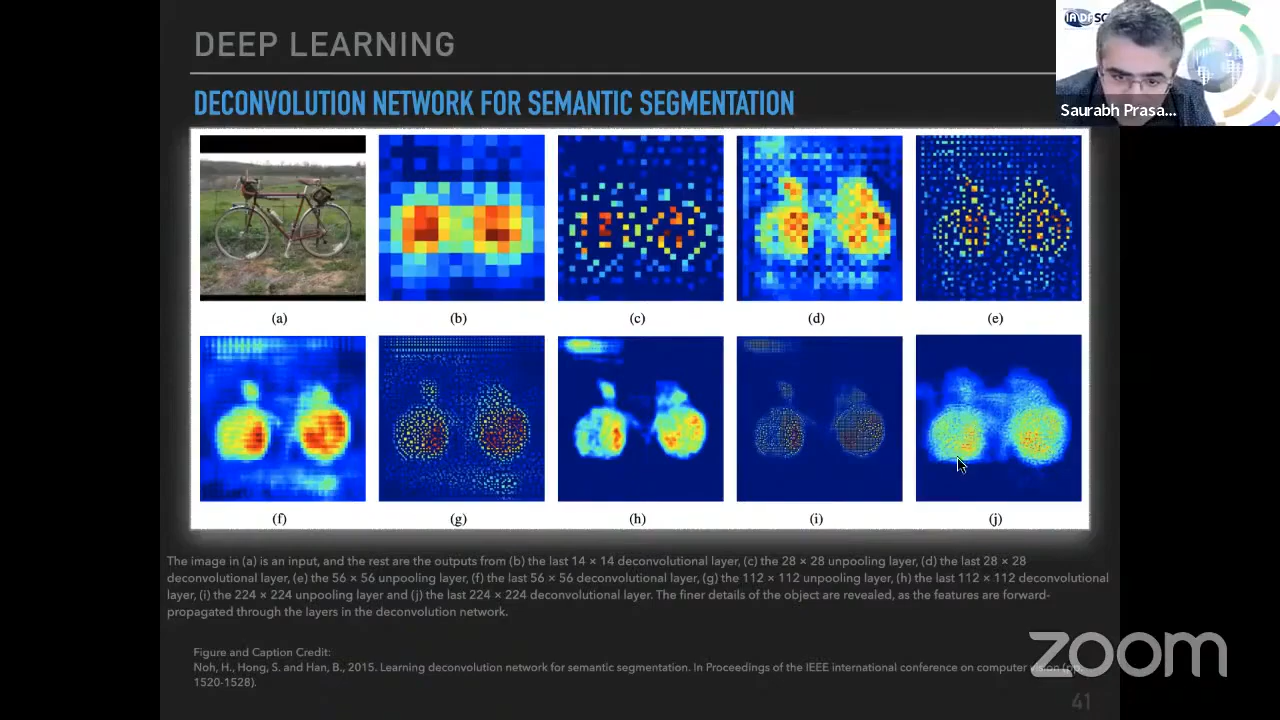 DEEP LEARNING
DECONVOLUTION NETWORK FOR SEMANTIC SEGMENTATION
Saurabh Prasa...
(a)
(b)
(c)
(d)
(e)
(f)
(g)
(h)
(i)
(j)
The image in (a) is an input, and the rest are the outputs from (b) the last 14 × 14 deconvolutional layer, (c) the 28 × 28 unpooling layer, (d) the last 28 × 28
deconvolutional layer, (e) the 56 × 56 unpooling layer, (f) the last 56 × 56 deconvolutional layer, (g) the 112 × 112 unpooling layer, (h) the last 112 × 112 deconvolutional
layer, (i) the 224 × 224 unpooling layer and (j) the last 224 × 224 deconvolutional layer. The finer details of the object are revealed, as the features are forward-
propagated through the layers in the deconvolution network.
Figure and Caption Credit:
Noh, H., Hong, S. and Han, B., 2015. Learning deconvolution network for semantic segmentation. In Proceedings of the IEEE international conference on computer vision (pp.
1520-1528).
zoom
41